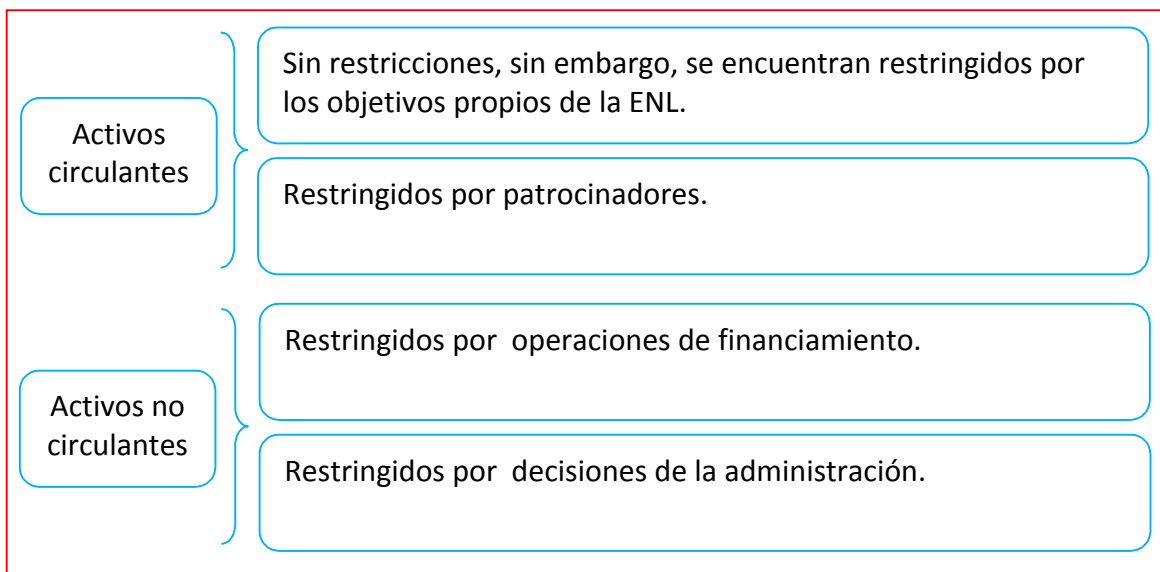 Activos
circulantes
Sin restricciones, sin embargo, se encuentran restringidos por
los objetivos propios de la ENL.
Restringidos por patrocinadores.
Activos no
circulantes
Restringidos por operaciones de financiamiento.
Restringidos por decisiones de la administración.